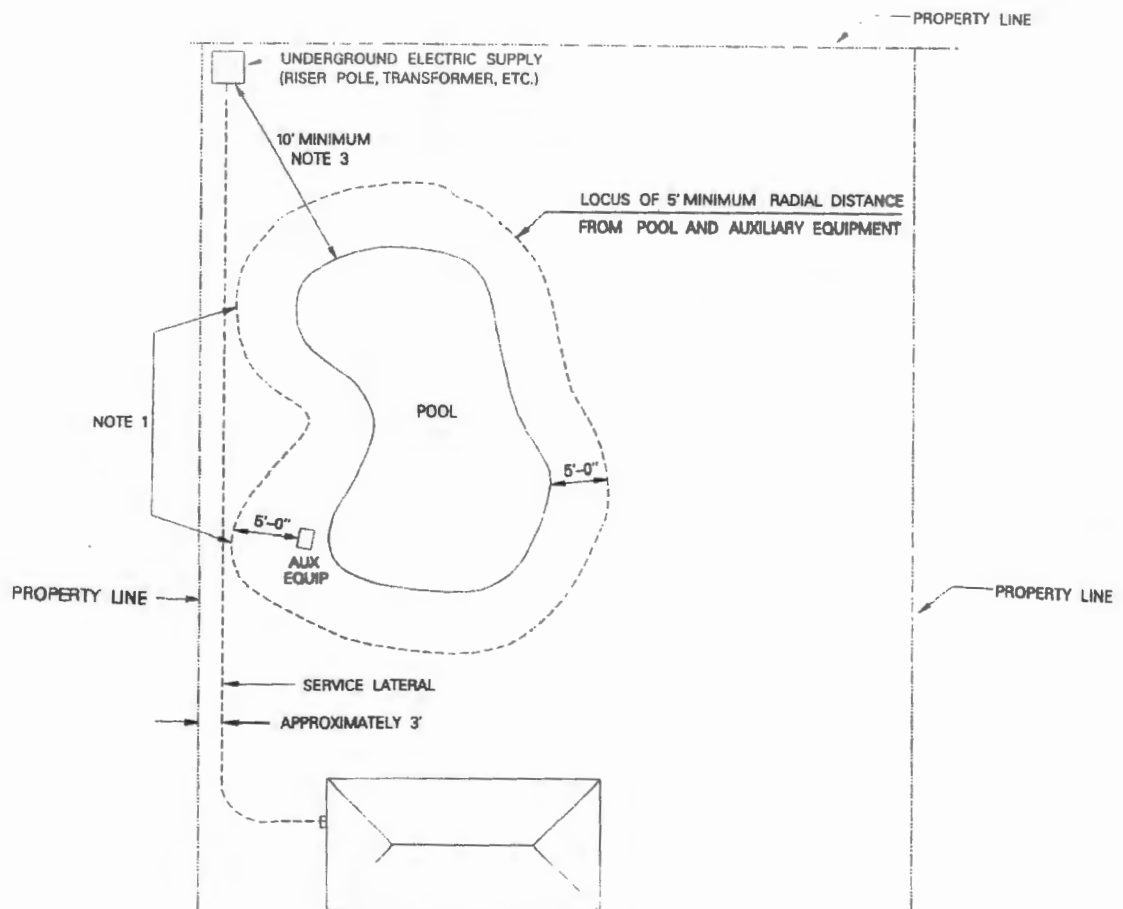 PROPERTY LINE
UNDERGROUND ELECTRIC SUPPLY
(RISER POLE, TRANSFORMER, ETC.)
10' MINIMUM
NOTE 3
LOCUS OF 5' MINIMUM RADIAL DISTANCE
FROM POOL AND AUXILIARY EQUIPMENT
POOL
NOTE 1
5'-0"
5'-0"
AUX
EQUIP
PROPERTY LINE
PROPERTY LINE
SERVICE LATERAL
APPROXIMATELY 3'